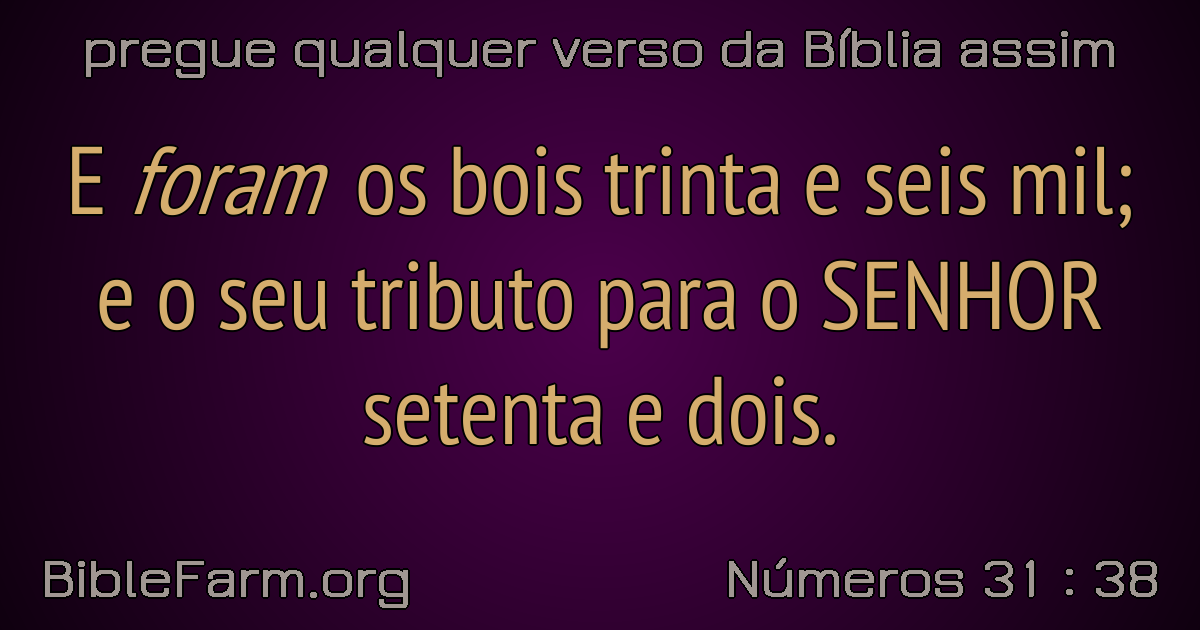 pregue qualquer verso da Bíblia assim
E foram os bois trinta e seis mil;
e o seu tributo para o SENHOR
setenta e dois.
BibleFarm.org
Números 31 : 38